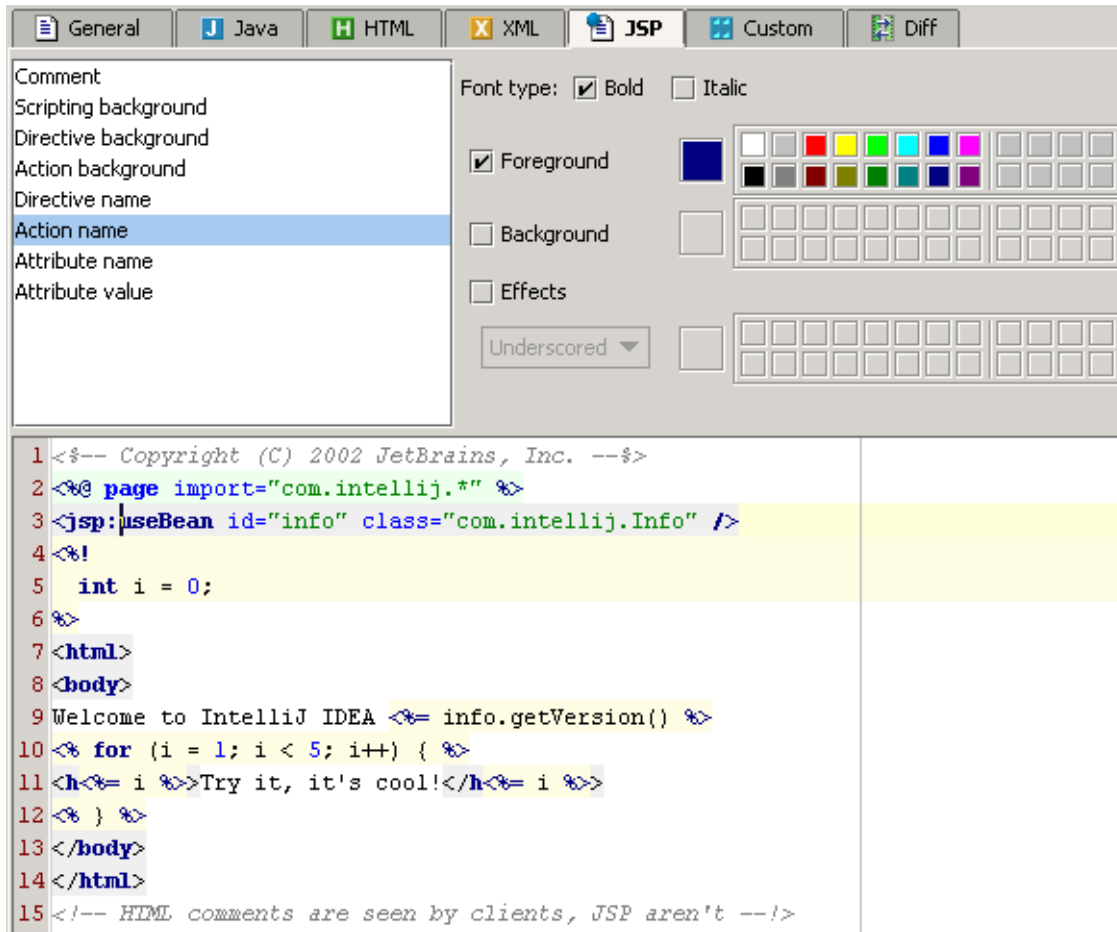 General Java HTML XML JSP Custom Diff
Comment
Scripting background
Directive background
Action background
Directive name
Action name
Attribute name
Attribute value
Font type: Bold Italic
Foreground
Background
Effects
Underscored
1 <%-- Copyright (C) 2002 JetBrains, Inc. --%>
2 <%@ page import="com.intellij.*" %>
3 <jsp:useBean id="info" class="com.intellij.Info" />
4 <%!
5   int i = 0;
6 %>
7 <html>
8 <body>
9 Welcome to IntelliJ IDEA <%= info.getVersion() %>
10 <% for (i = 1; i < 5; i++) { %>
11 <h<%= i %>>Try it, it's cool!</h<%= i %>>
12 <% } %>
13 </body>
14 </html>
15 <!-- HTML comments are seen by clients, JSP aren't --!>